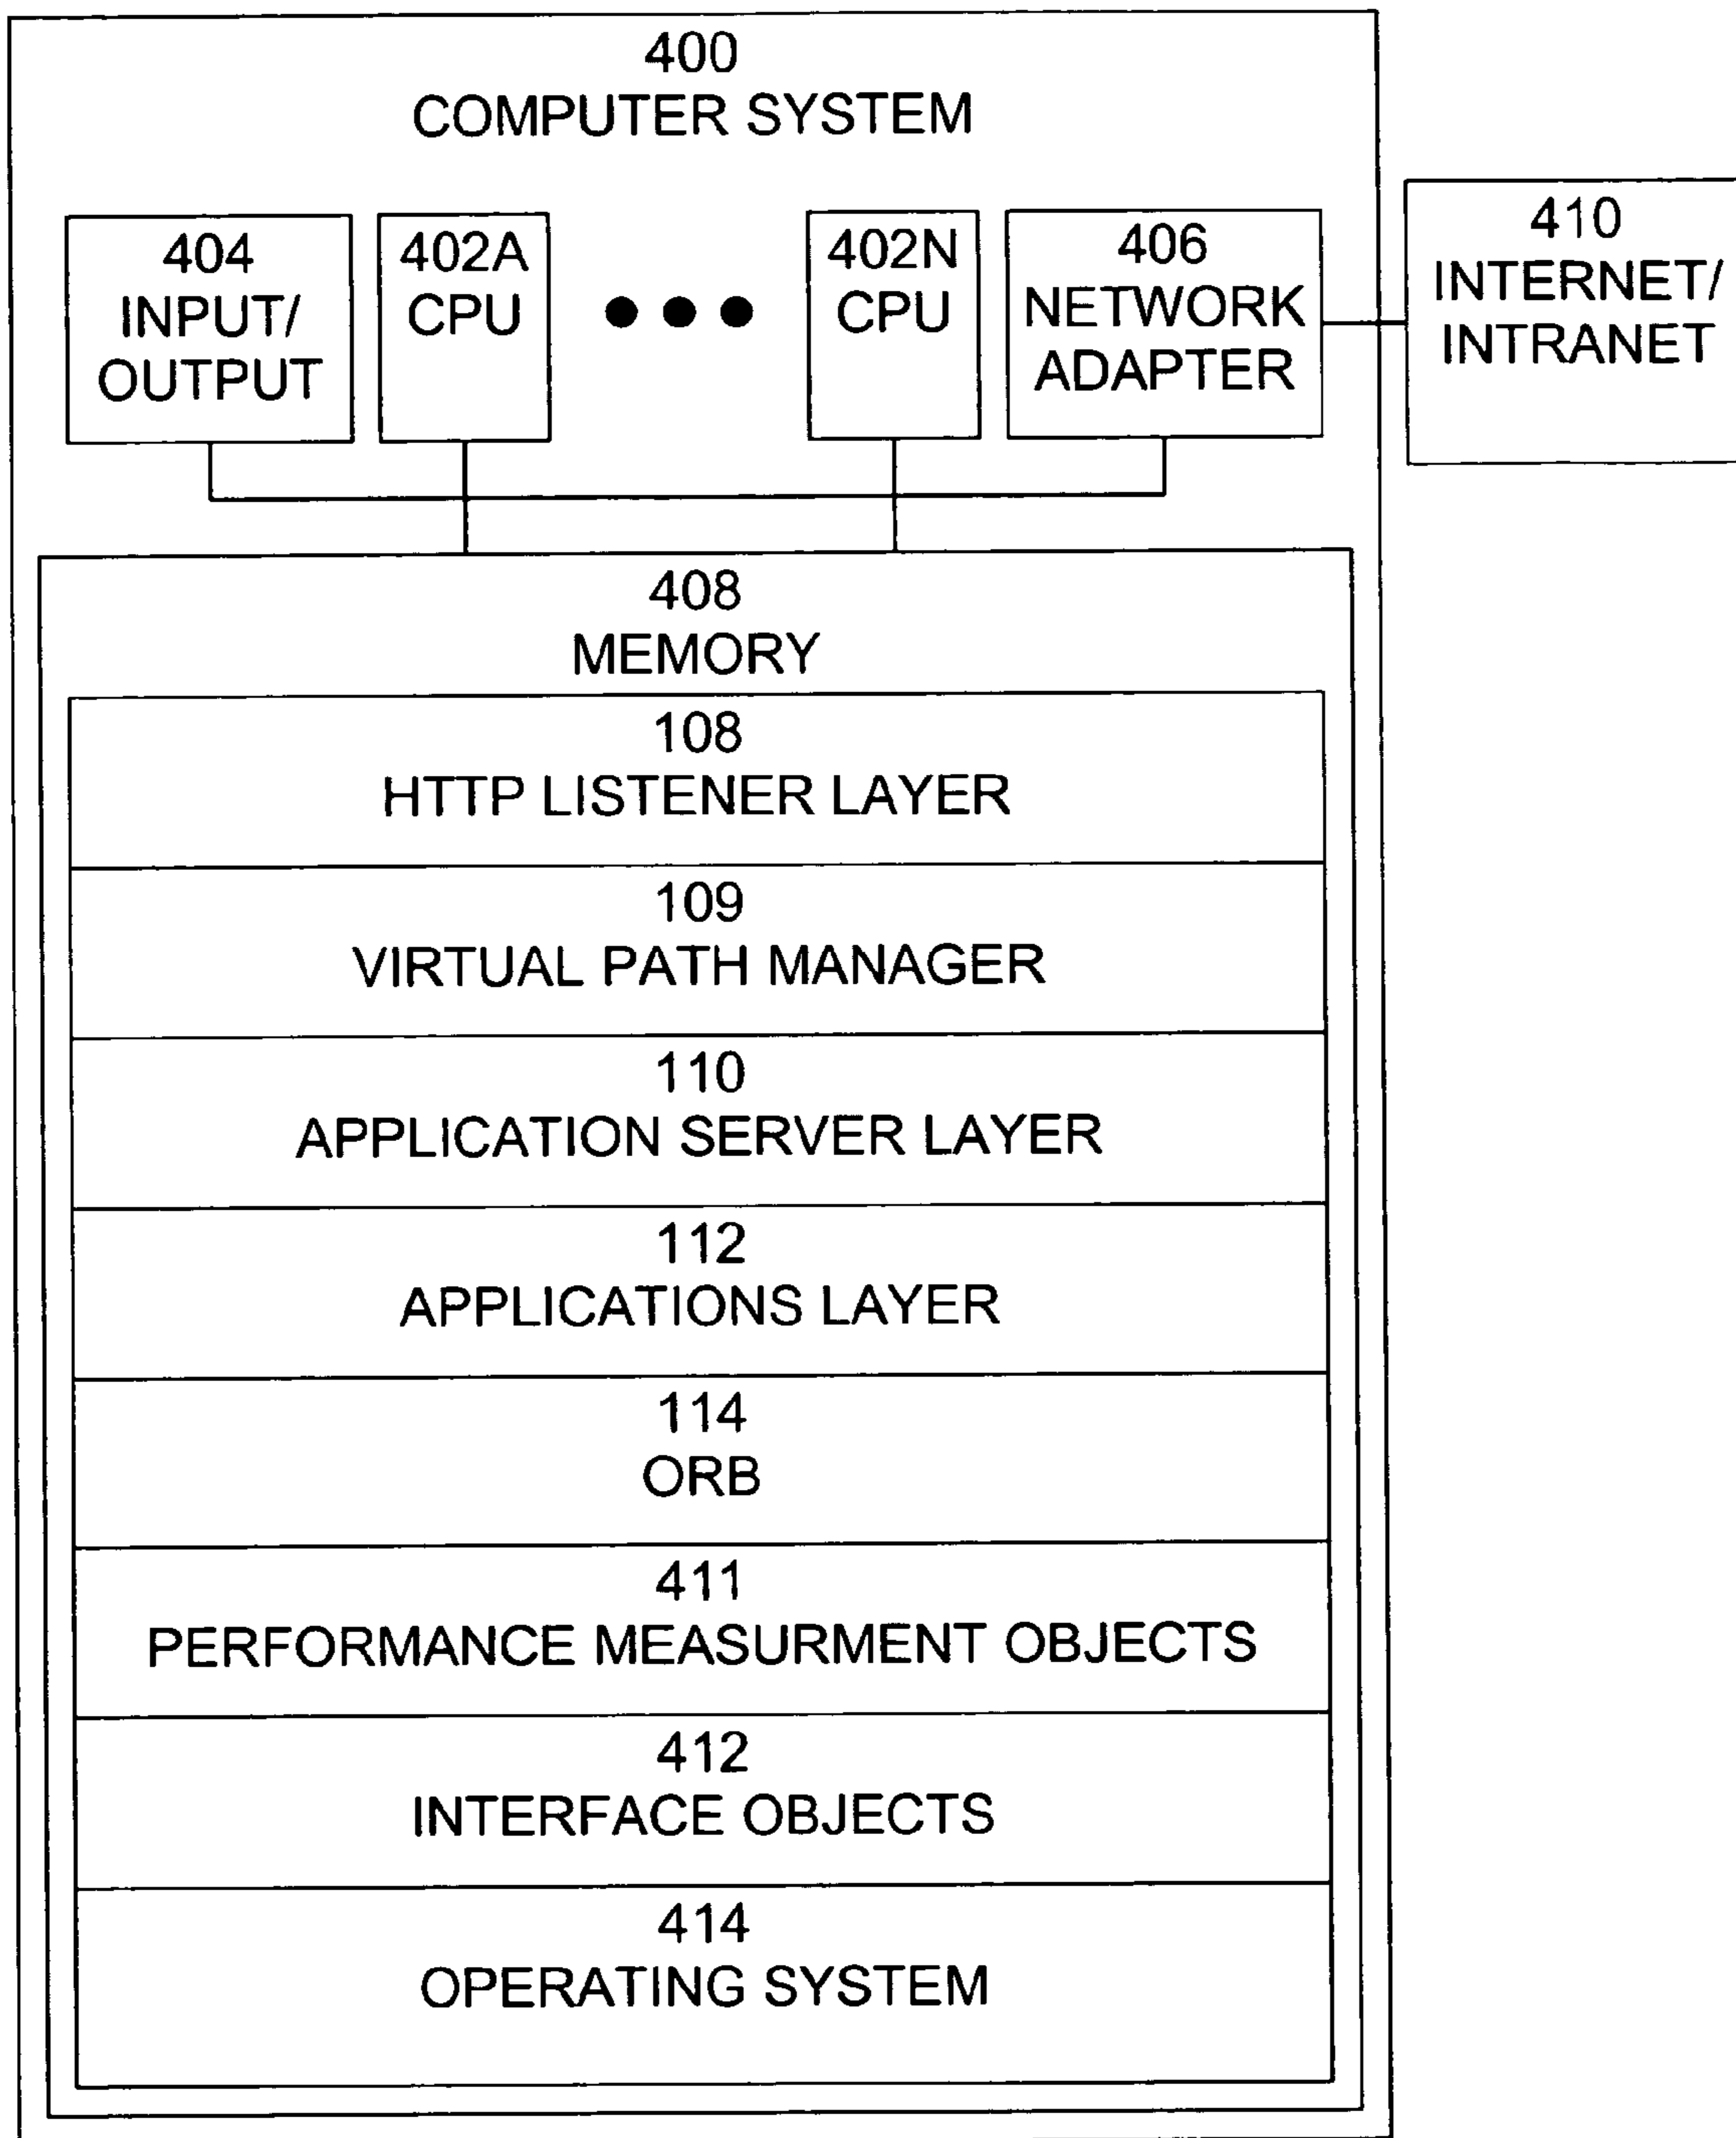 400
COMPUTER SYSTEM
404
INPUT/
OUTPUT
402A
CPU
402N
CPU
406
NETWORK
ADAPTER
410
INTERNET/
INTRANET
408
MEMORY
108
HTTP LISTENER LAYER
109
VIRTUAL PATH MANAGER
110
APPLICATION SERVER LAYER
112
APPLICATIONS LAYER
114
ORB
411
PERFORMANCE MEASURMENT OBJECTS
412
INTERFACE OBJECTS
414
OPERATING SYSTEM